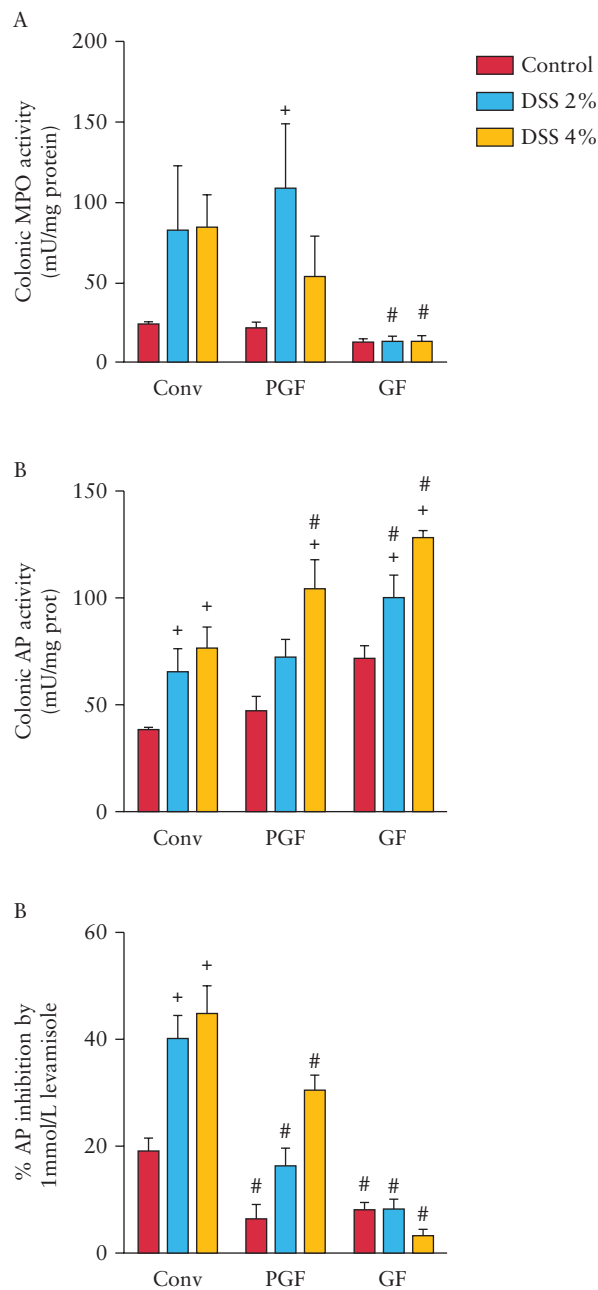 A
200
150
100
50
0
Colonic MPO activity
(mU/mg protein)
Control
DSS 2%
DSS 4%
+
# #
Conv PGF GF
B
150
100
50
0
Colonic AP activity
(mU/mg prot)
+ +
#
+
#
+
#
+
Conv PGF GF
B
60
40
20
0
% AP inhibition by
1mmol/L levamisole
+ +
# # #
# # #
Conv PGF GF